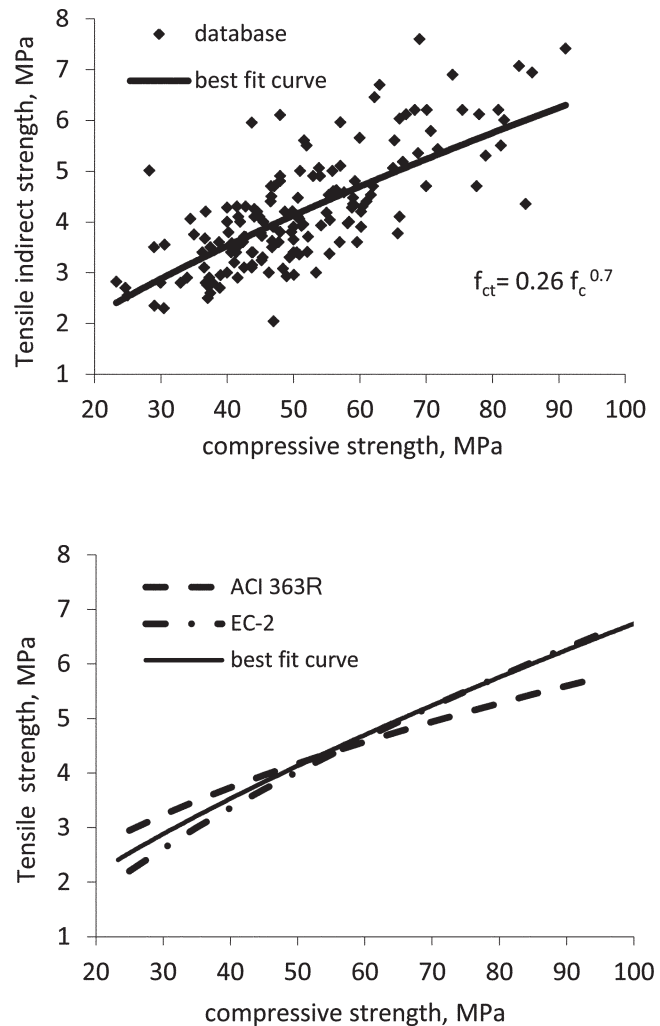 8
7
6
5
4
3
2
1
Tensile indirect strength, MPa
database
best fit curve
f_ct= 0.26 f_c^0.7
20 30 40 50 60 70 80 90 100
compressive strength, MPa
8
7
6
5
4
3
2
1
Tensile strength, MPa
ACI 363R
EC-2
best fit curve
20 30 40 50 60 70 80 90 100
compressive strength, MPa